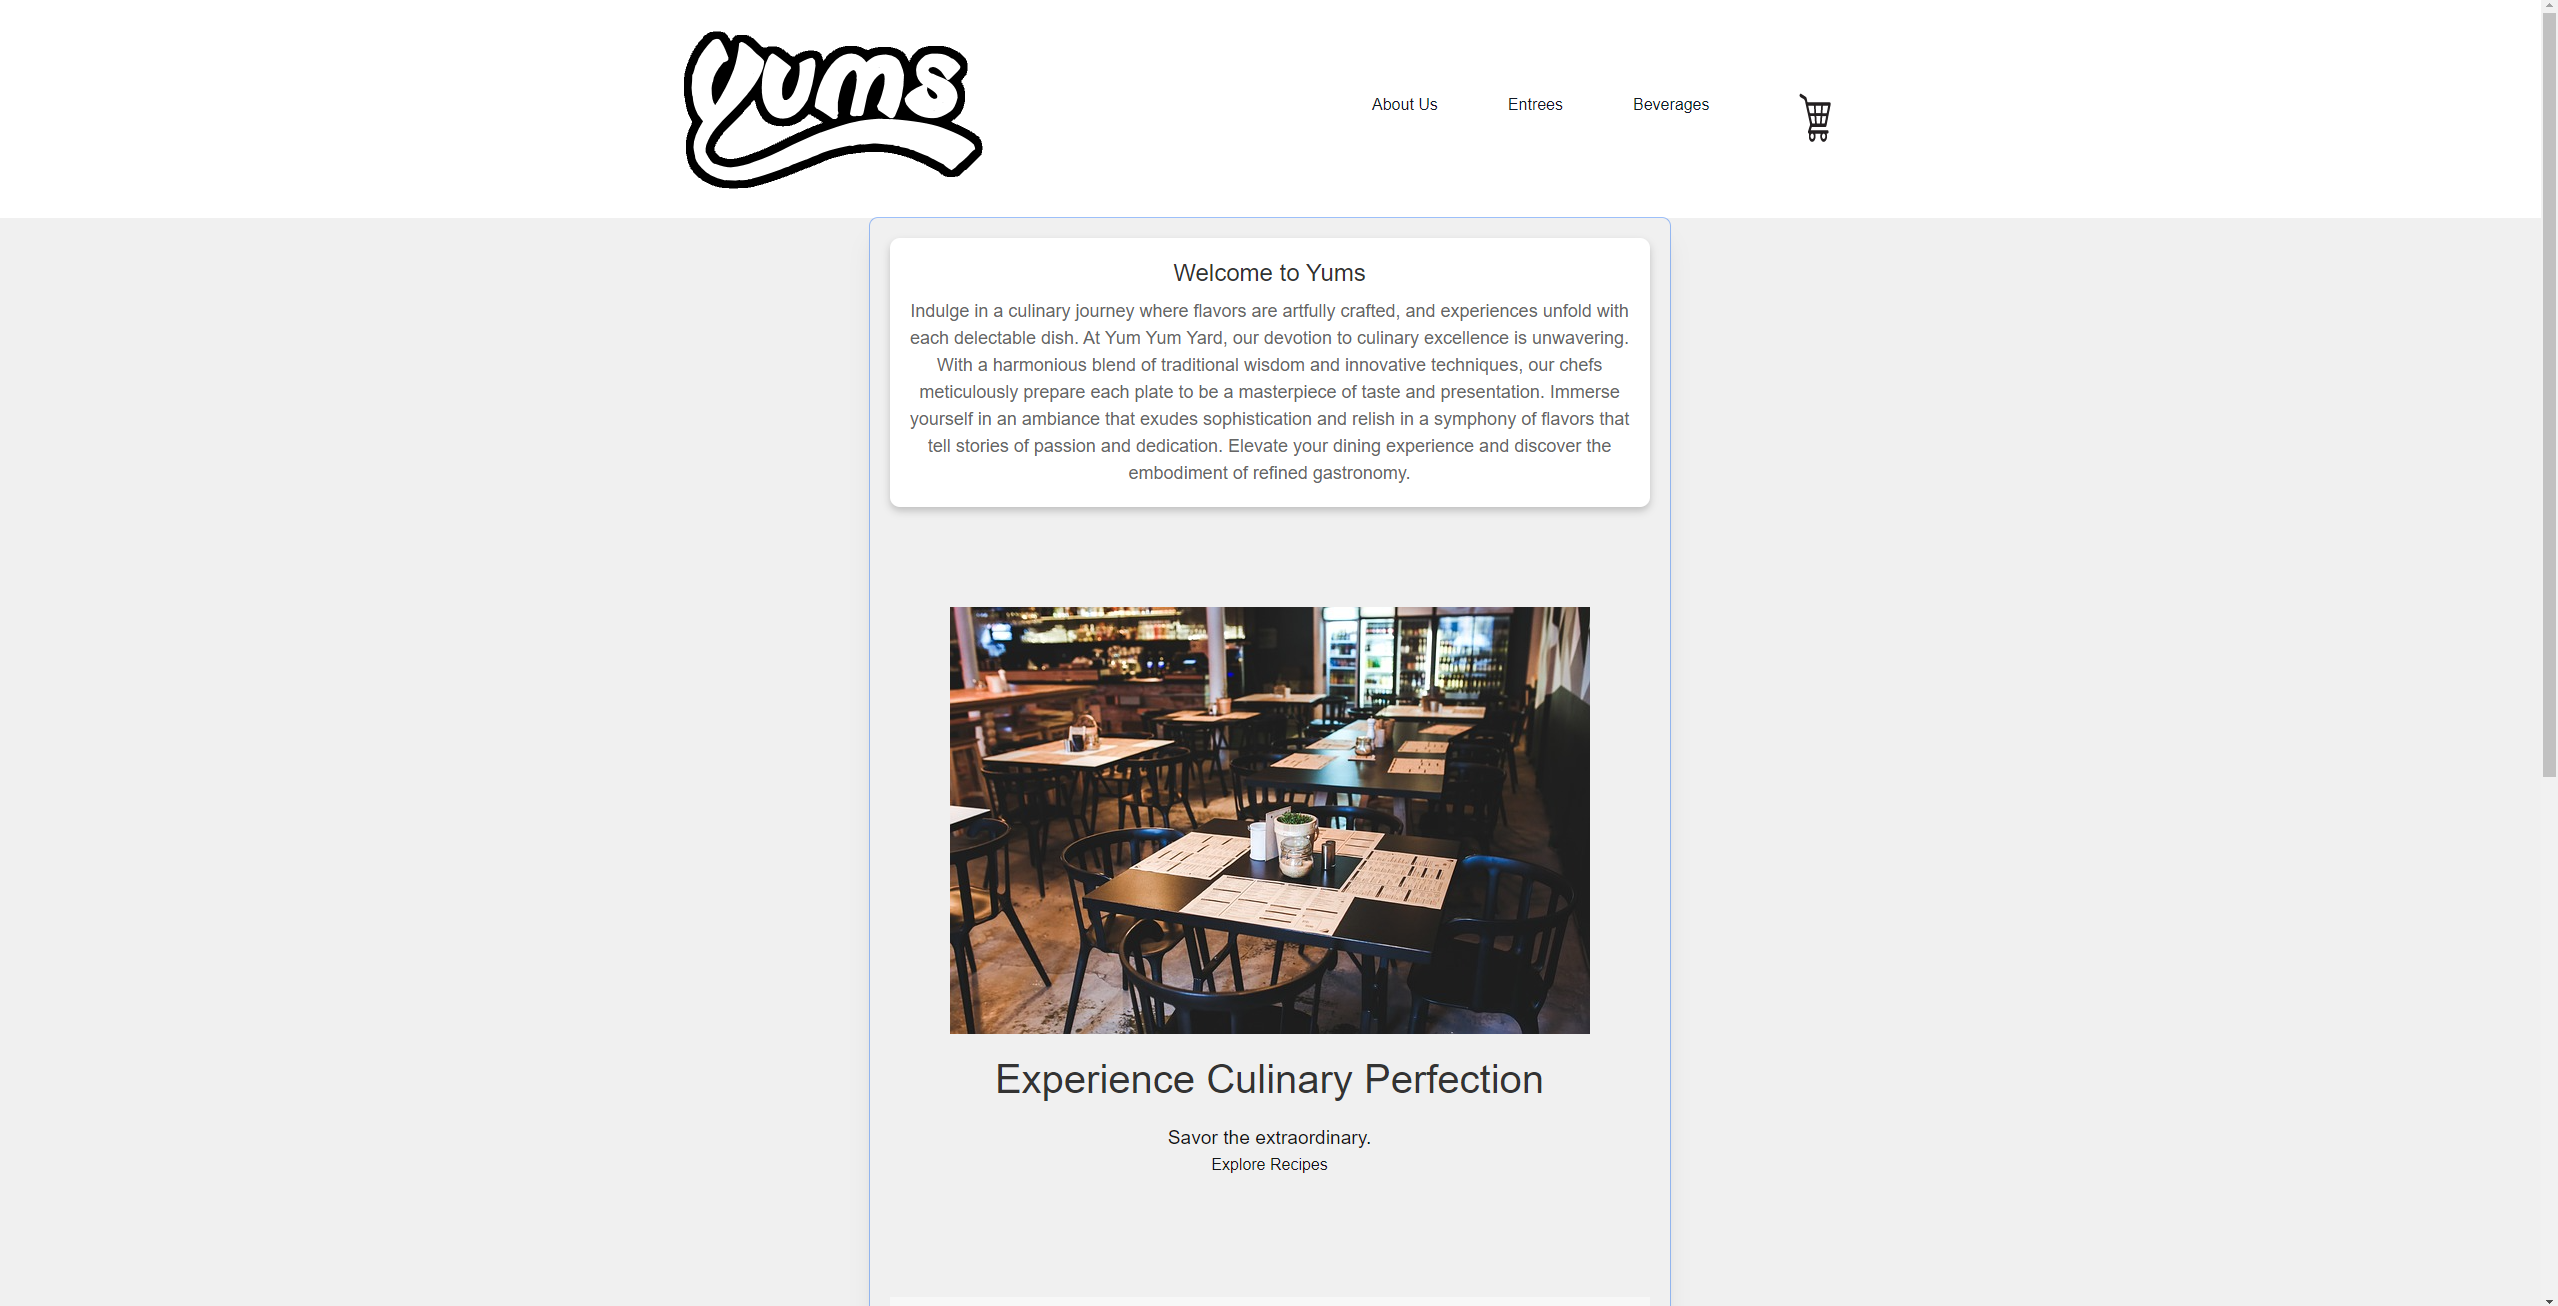 Yums
About Us Entrees Beverages
Welcome to Yums
Indulge in a culinary journey where flavors are artfully crafted, and experiences unfold with
each delectable dish. At Yum Yum Yard, our devotion to culinary excellence is unwavering.
With a harmonious blend of traditional wisdom and innovative techniques, our chefs
meticulously prepare each plate to be a masterpiece of taste and presentation. Immerse
yourself in an ambiance that exudes sophistication and relish in a symphony of flavors that
tell stories of passion and dedication. Elevate your dining experience and discover the
embodiment of refined gastronomy.
Experience Culinary Perfection
Savor the extraordinary.
Explore Recipes